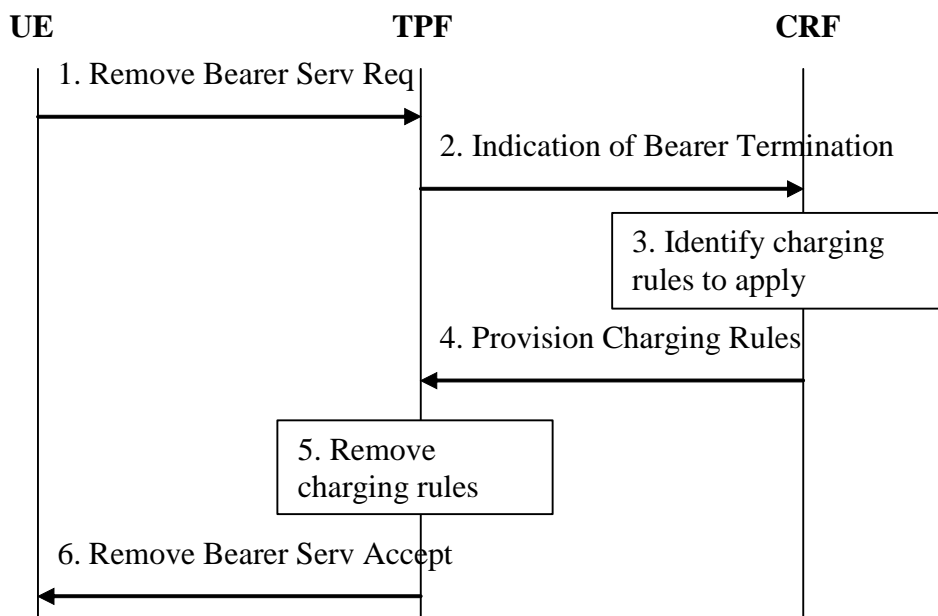 UE TPF CRF
1. Remove Bearer Serv Req
2. Indication of Bearer Termination
3. Identify charging
rules to apply
4. Provision Charging Rules
5. Remove
charging rules
6. Remove Bearer Serv Accept